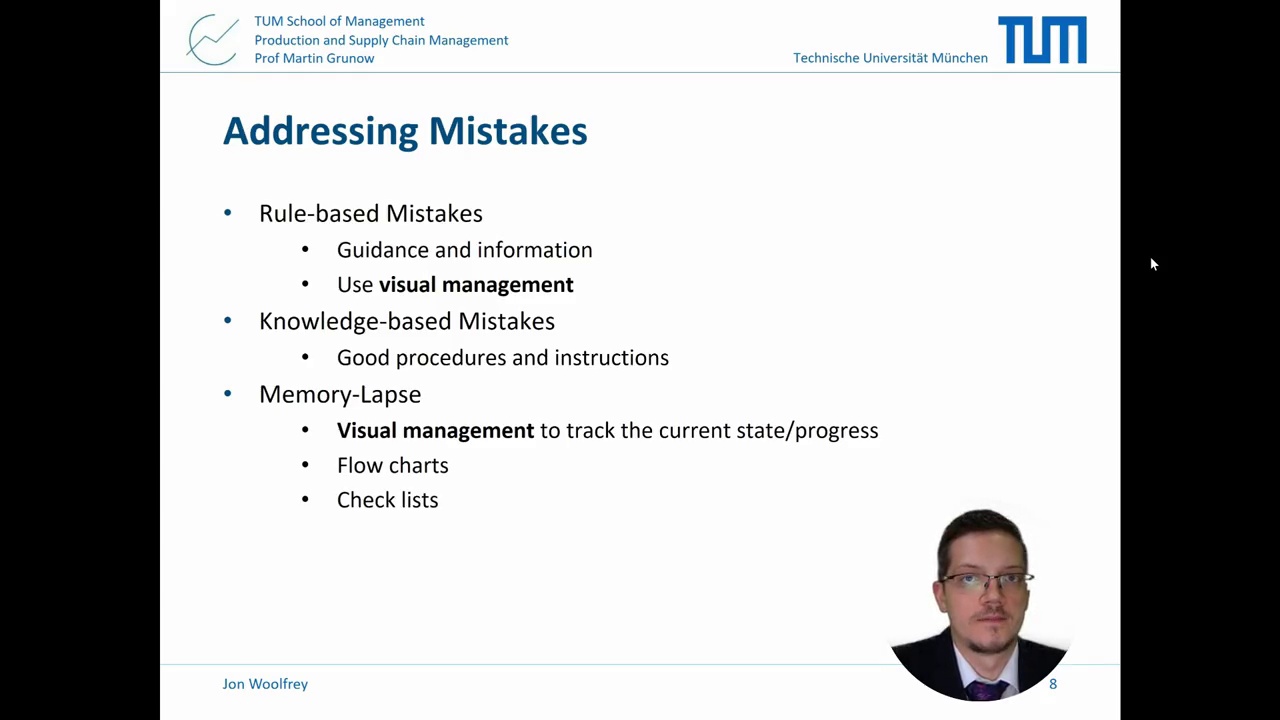 TUM School of Management
Production and Supply Chain Management
Prof Martin Grunow
Technische Universität München
TUM
Addressing Mistakes
• Rule-based Mistakes
• Guidance and information
• Use visual management
• Knowledge-based Mistakes
• Good procedures and instructions
• Memory-Lapse
• Visual management to track the current state/progress
• Flow charts
• Check lists
Jon Woolfrey
8